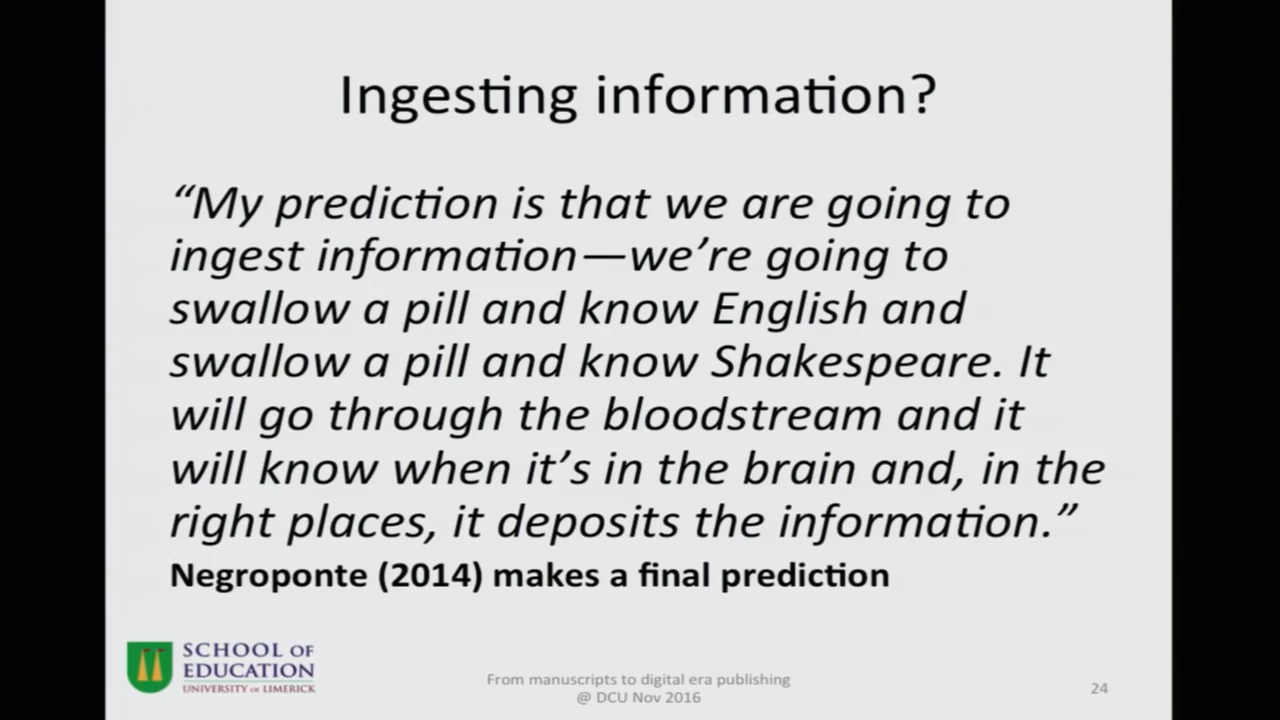 Ingesting information?
“My prediction is that we are going to
ingest information—we’re going to
swallow a pill and know English and
swallow a pill and know Shakespeare. It
will go through the bloodstream and it
will know when it’s in the brain and, in the
right places, it deposits the information.”
Negroponte (2014) makes a final prediction
SCHOOL OF
EDUCATION
UNIVERSITY OF LIMERICK
From manuscripts to digital era publishing
@ DCU Nov 2016
24